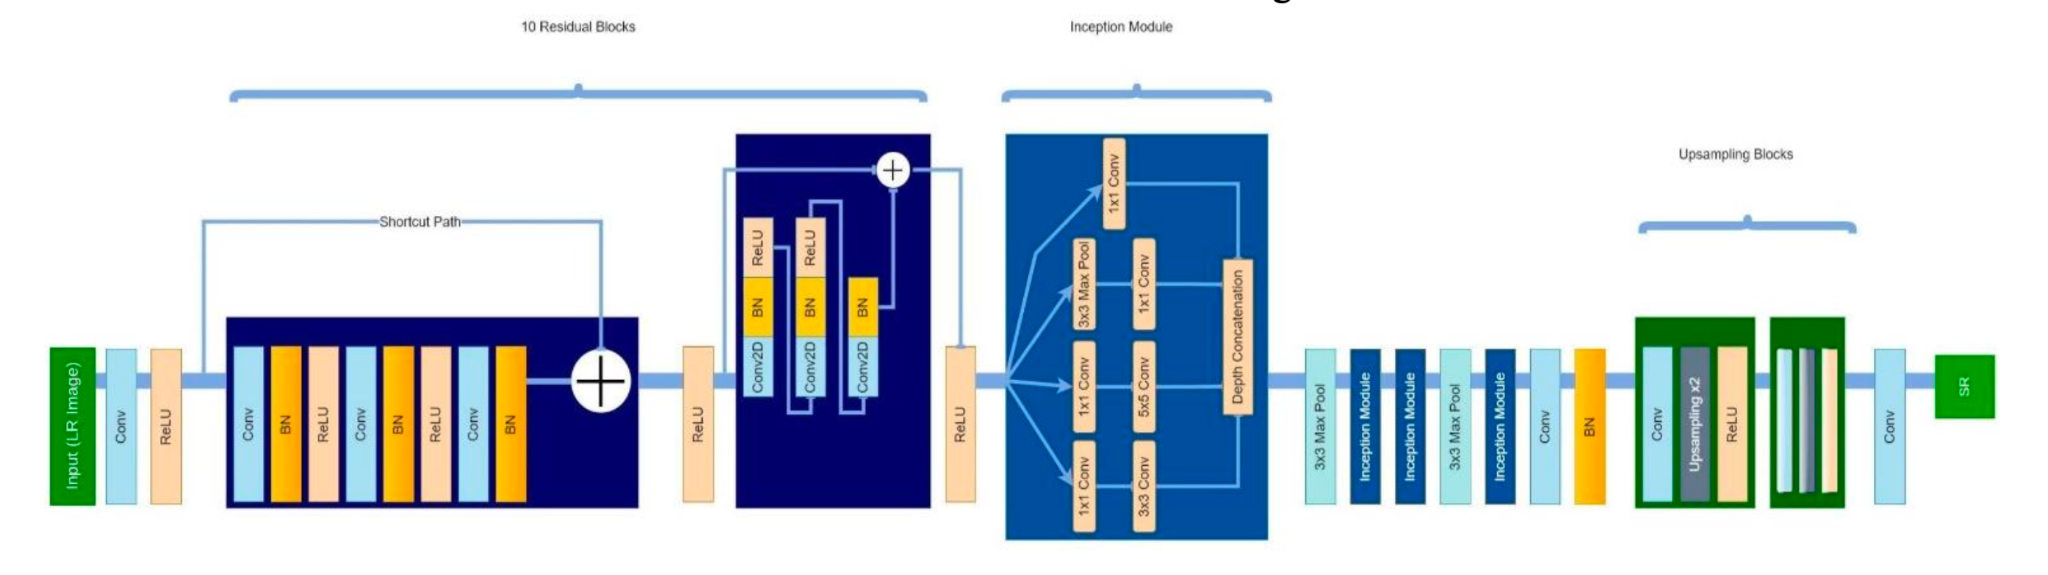 10 Residual Blocks
Inception Module
Upsampling Blocks
Shortcut Path
Input (LR Image)
Conv
ReLU
Conv
BN
ReLU
Conv
BN
ReLU
Conv
BN
ReLU
Conv2D
BN
ReLU
Conv2D
BN
ReLU
Conv2D
BN
ReLU
1x1 Conv
3x3 Max Pool
1x1 Conv
1x1 Conv
5x5 Conv
1x1 Conv
3x3 Conv
Depth Concatenation
3x3 Max Pool
Inception Module
Inception Module
3x3 Max Pool
Inception Module
Conv
BN
Conv
Upsampling x2
ReLU
Conv
SR